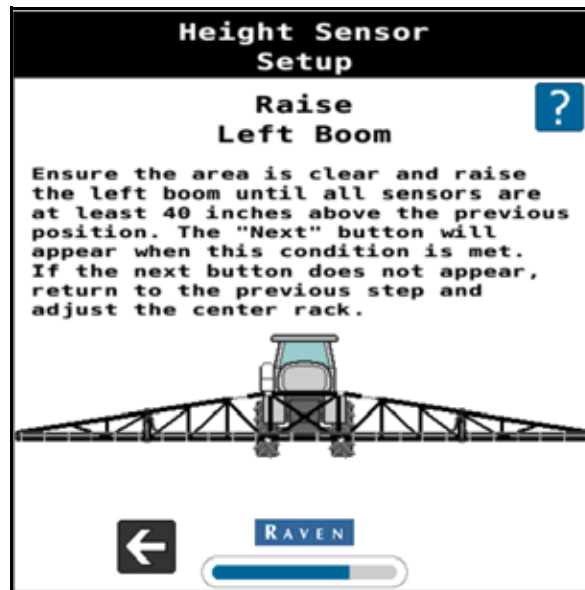 Height Sensor
Setup
Raise
Left Boom
?
Ensure the area is clear and raise
the left boom until all sensors are
at least 40 inches above the previous
position. The "Next" button will
appear when this condition is met.
If the next button does not appear,
return to the previous step and
adjust the center rack.
RAVEN